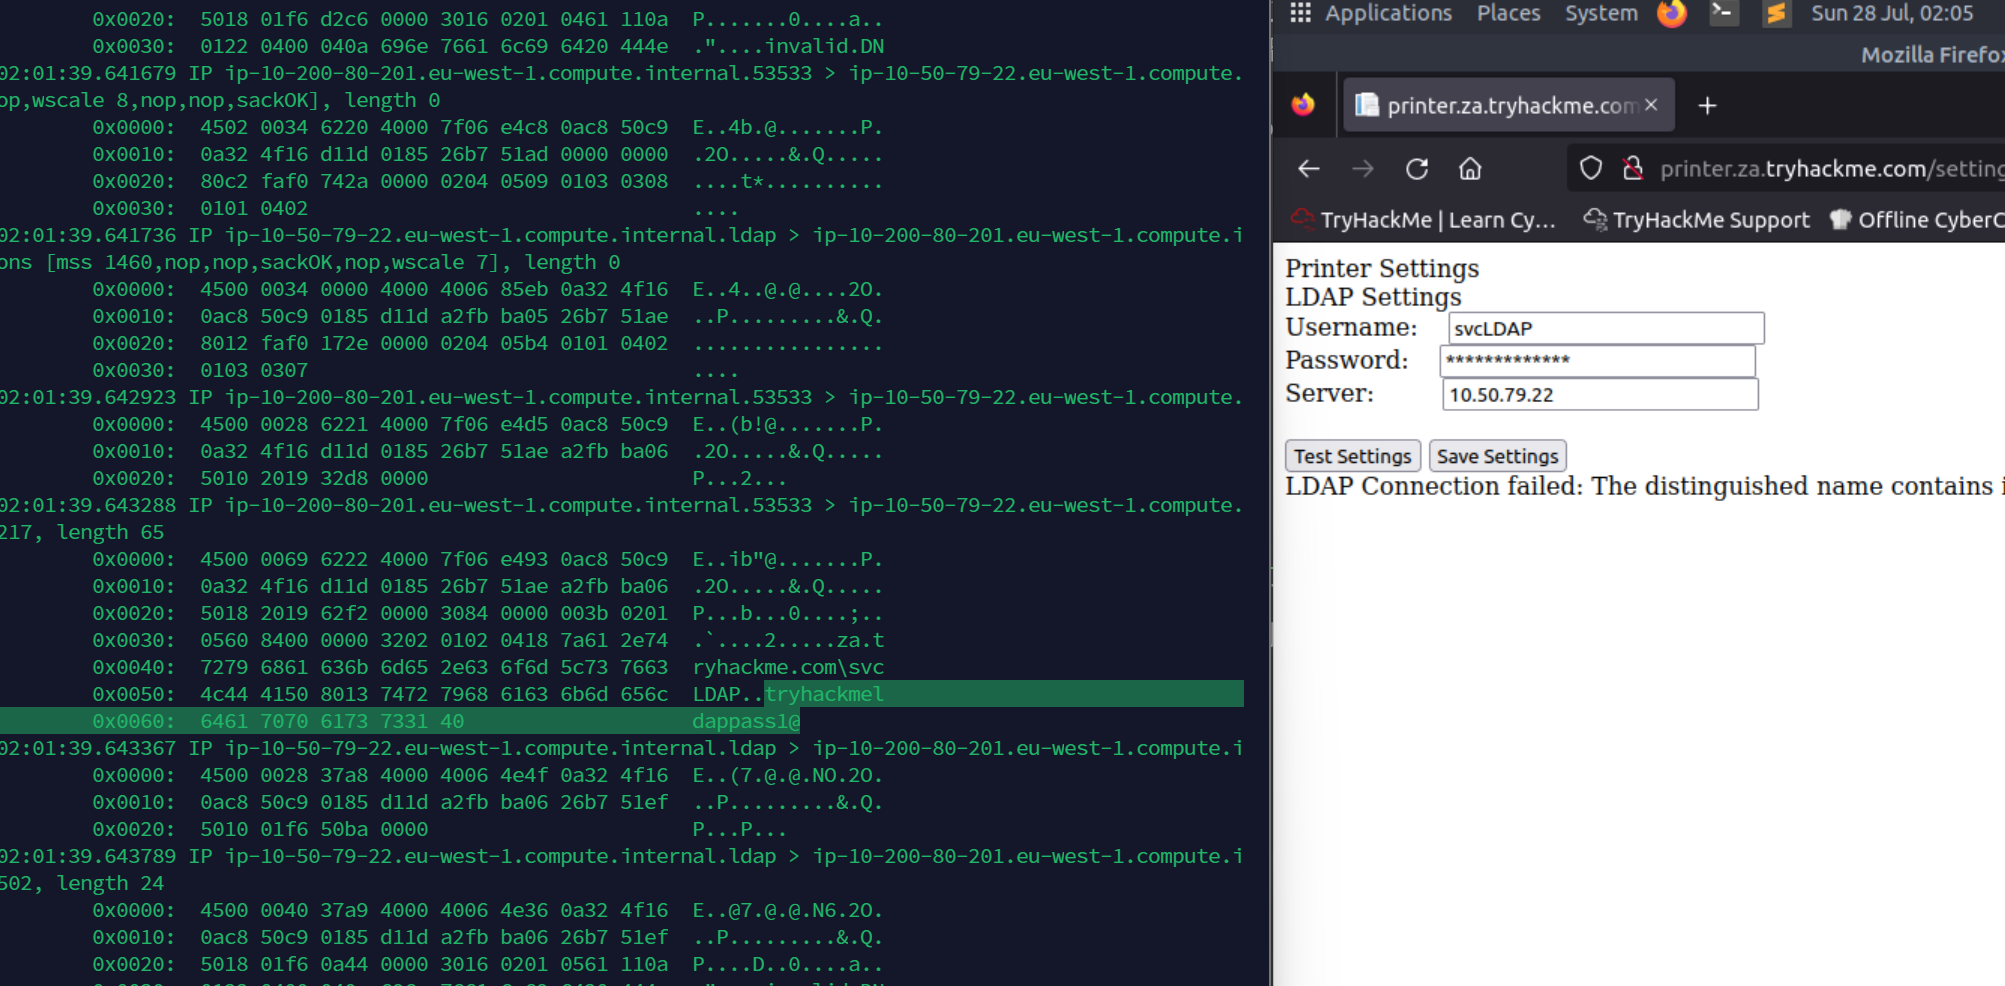 0x0020:  5018 01f6 d2c6 0000 3016 0201 0461 110a  P.......0....a..
0x0030:  0122 0400 040a 696e 7661 6c69 6420 444e  ."....invalid.DN
02:01:39.641679 IP ip-10-200-80-201.eu-west-1.compute.internal.53533 > ip-10-50-79-22.eu-west-1.compute.
op,wscale 8,nop,nop,sackOK], length 0
0x0000:  4502 0034 6220 4000 7f06 e4c8 0ac8 50c9  E..4b.@.......P.
0x0010:  0a32 4f16 d11d 0185 26b7 51ad 0000 0000  .2O.....&.Q.....
0x0020:  80c2 faf0 742a 0000 0204 0509 0103 0308  ....t*..........
0x0030:  0101 0402                                ....
02:01:39.641736 IP ip-10-50-79-22.eu-west-1.compute.internal.ldap > ip-10-200-80-201.eu-west-1.compute.i
ons [mss 1460,nop,nop,sackOK,nop,wscale 7], length 0
0x0000:  4500 0034 0000 4000 4006 85eb 0a32 4f16  E..4..@.@....2O.
0x0010:  0ac8 50c9 0185 d11d a2fb ba05 26b7 51ae  ..P.........&.Q.
0x0020:  8012 faf0 172e 0000 0204 05b4 0101 0402  ................
0x0030:  0103 0307                                ....
02:01:39.642923 IP ip-10-200-80-201.eu-west-1.compute.internal.53533 > ip-10-50-79-22.eu-west-1.compute.
0x0000:  4500 0028 6221 4000 7f06 e4d5 0ac8 50c9  E..(b!@.......P.
0x0010:  0a32 4f16 d11d 0185 26b7 51ae a2fb ba06  .2O.....&.Q.....
0x0020:  5010 2019 32d8 0000                      P...2...
02:01:39.643288 IP ip-10-200-80-201.eu-west-1.compute.internal.53533 > ip-10-50-79-22.eu-west-1.compute.
217, length 65
0x0000:  4500 0069 6222 4000 7f06 e493 0ac8 50c9  E..ib"@.......P.
0x0010:  0a32 4f16 d11d 0185 26b7 51ae a2fb ba06  .2O.....&.Q.....
0x0020:  5018 2019 62f2 0000 3084 0000 003b 0201  P...b...0....;..
0x0030:  0560 8400 0000 3202 0102 0418 7a61 2e74  .`....2.....za.t
0x0040:  7279 6861 636b 6d65 2e63 6f6d 5c73 7663  ryhackme.com\svc
0x0050:  4c44 4150 8013 7472 7968 6163 6b6d 656c  LDAP..tryhackmel
0x0060:  6461 7070 6173 7331 40                   dappass1@
02:01:39.643367 IP ip-10-50-79-22.eu-west-1.compute.internal.ldap > ip-10-200-80-201.eu-west-1.compute.i
0x0000:  4500 0028 37a8 4000 4006 4e4f 0a32 4f16  E..(7.@.@.NO.2O.
0x0010:  0ac8 50c9 0185 d11d a2fb ba06 26b7 51ef  ..P.........&.Q.
0x0020:  5010 01f6 50ba 0000                      P...P...
02:01:39.643789 IP ip-10-50-79-22.eu-west-1.compute.internal.ldap > ip-10-200-80-201.eu-west-1.compute.i
502, length 24
0x0000:  4500 0040 37a9 4000 4006 4e36 0a32 4f16  E..@7.@.@.N6.2O.
0x0010:  0ac8 50c9 0185 d11d a2fb ba06 26b7 51ef  ..P.........&.Q.
0x0020:  5018 01f6 0a44 0000 3016 0201 0561 110a  P....D..0....a..
Applications Places System Sun 28 Jul, 02:05
Mozilla Firefox
printer.za.tryhackme.com
printer.za.tryhackme.com/setting
TryHackMe | Learn Cy... TryHackMe Support Offline CyberC
Printer Settings
LDAP Settings
Username: svcLDAP
Password: *************
Server: 10.50.79.22
Test Settings Save Settings
LDAP Connection failed: The distinguished name contains i